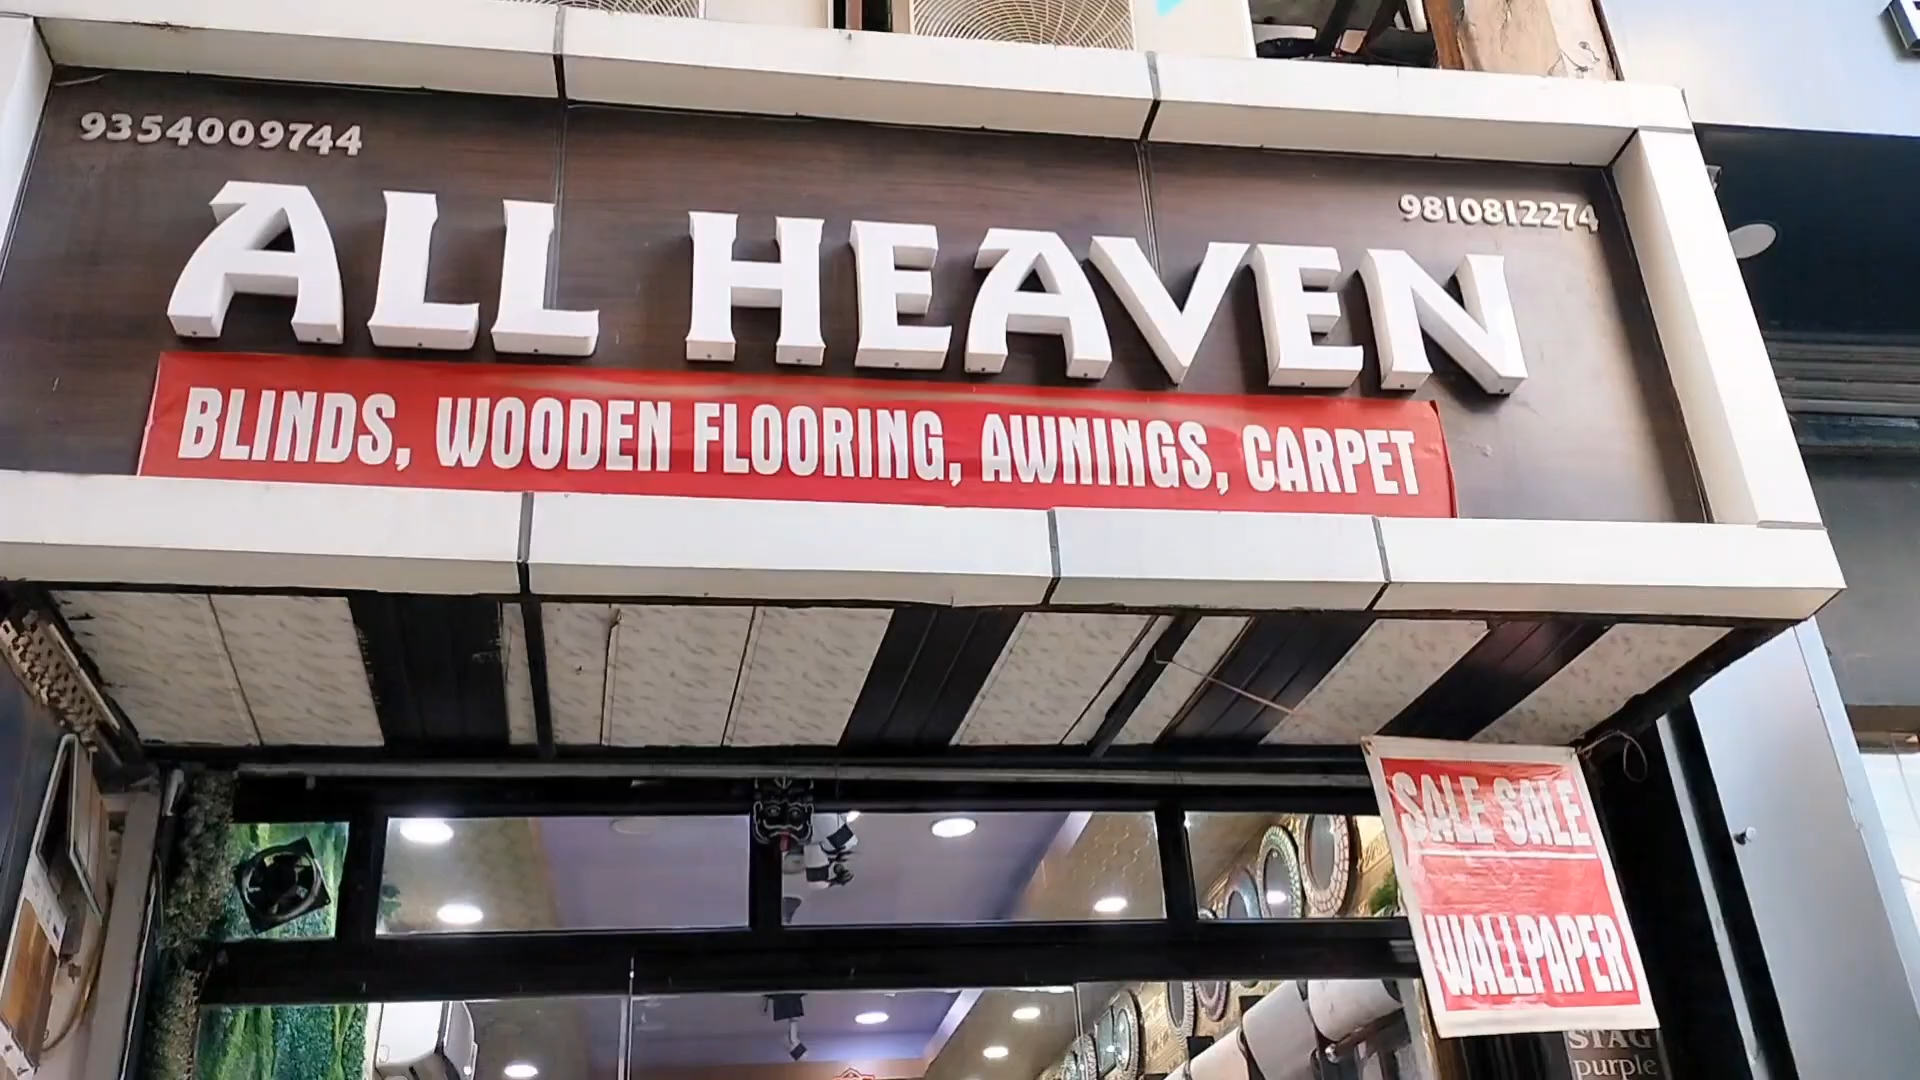 9354009744
9810812274
ALL HEAVEN
BLINDS, WOODEN FLOORING, AWNINGS, CARPET
SALE SALE
WALLPAPER
STAG
purple